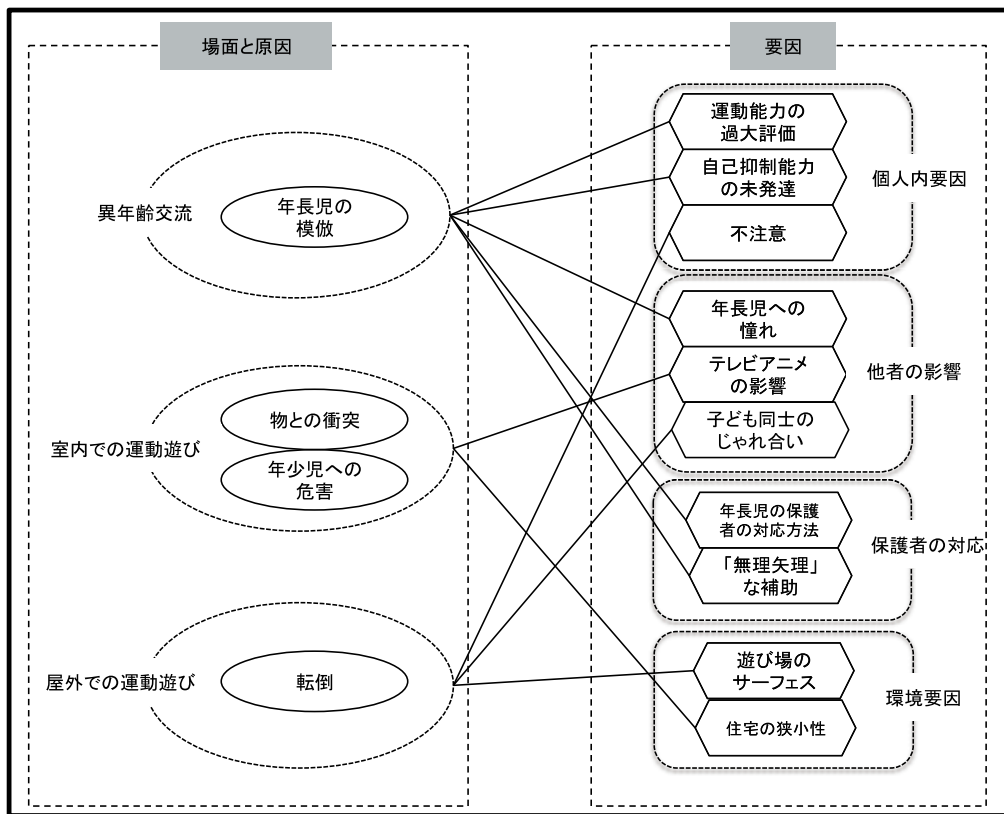 場面と原因
異年齢交流
年長児の
模倣
室内での運動遊び
物との衝突
年少児への
危害
屋外での運動遊び
転倒
要因
運動能力の
過大評価
自己抑制能力
の未発達
不注意
個人内要因
年長児への
憧れ
テレビアニメ
の影響
子ども同士の
じゃれ合い
他者の影響
年長児の保護
者の対応方法
「無理矢理」
な補助
保護者の対応
遊び場の
サーフェス
住宅の狭小性
環境要因